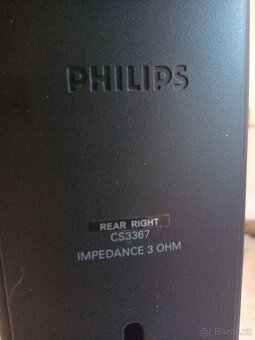 PHILIPS
REAR RIGHT
CS3367
IMPEDANCE 3 OHM